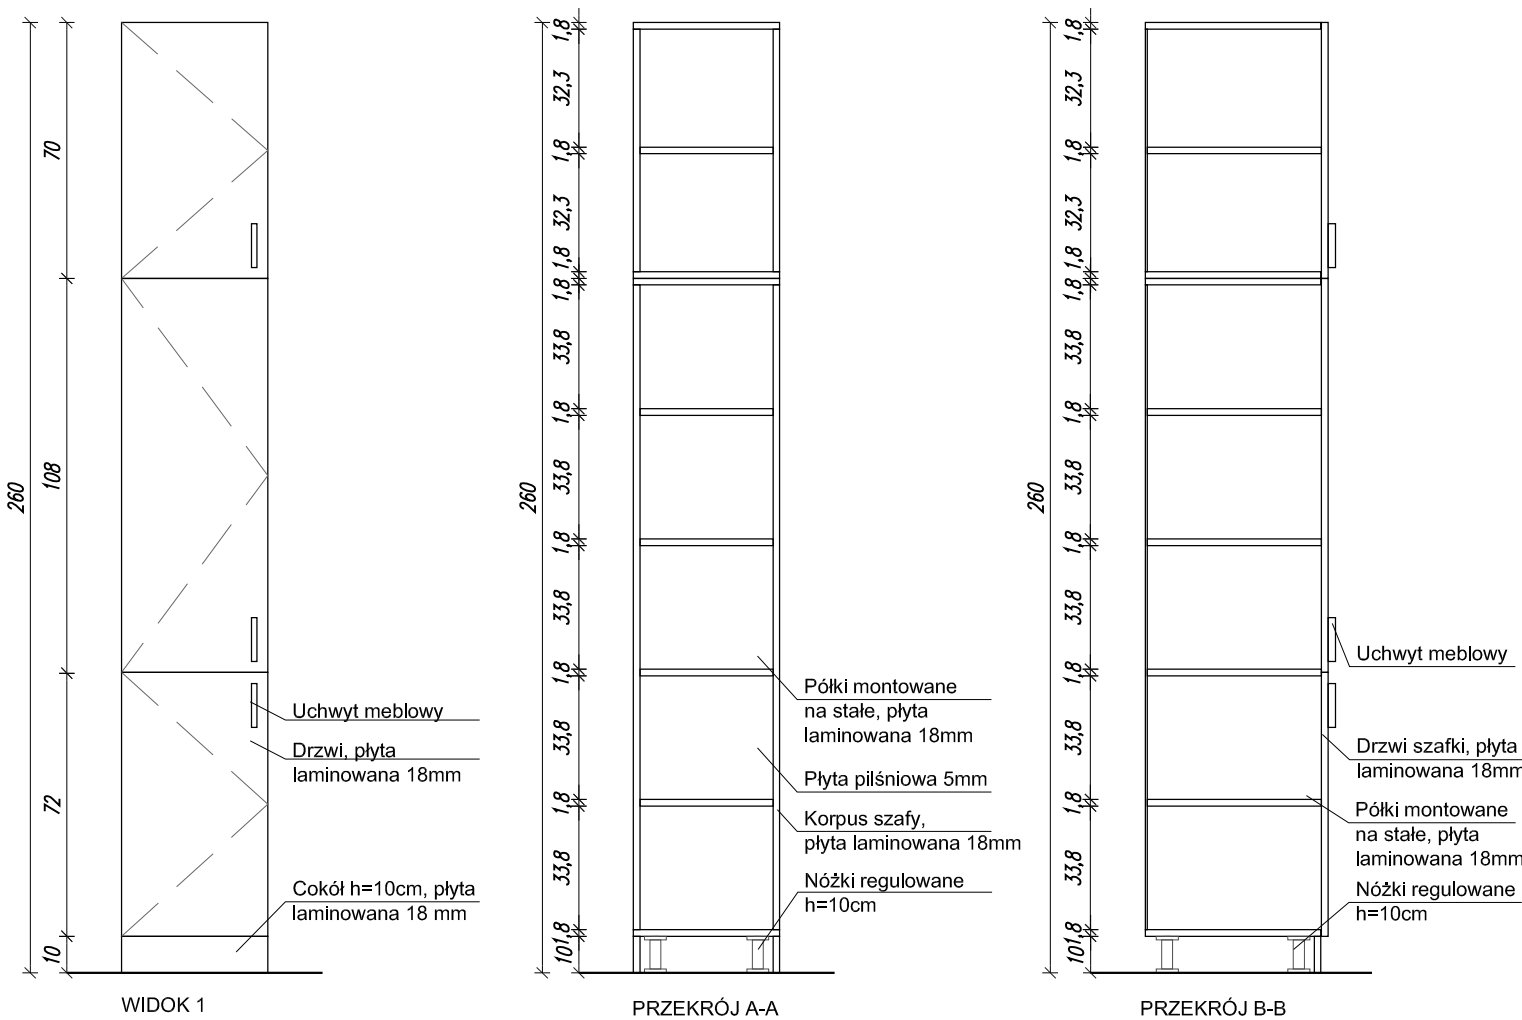 260
70
108
72
10
Uchwyt meblowy
Drzwi, płyta
laminowana 18mm
Cokół h=10cm, płyta
laminowana 18 mm
WIDOK 1
260
1,8
32,3
1,8
32,3
1,8
1,8
33,8
1,8
33,8
1,8
33,8
1,8
33,8
1,8
33,8
1,8
10
Półki montowane
na stałe, płyta
laminowana 18mm
Płyta pilśniowa 5mm
Korpus szafy,
płyta laminowana 18mm
Nóżki regulowane
h=10cm
PRZEKRÓJ A-A
260
1,8
32,3
1,8
32,3
1,8
1,8
33,8
1,8
33,8
1,8
33,8
1,8
33,8
1,8
33,8
1,8
10
Uchwyt meblowy
Drzwi szafki, płyta
laminowana 18mm
Półki montowane
na stałe, płyta
laminowana 18mm
Nóżki regulowane
h=10cm
PRZEKRÓJ B-B